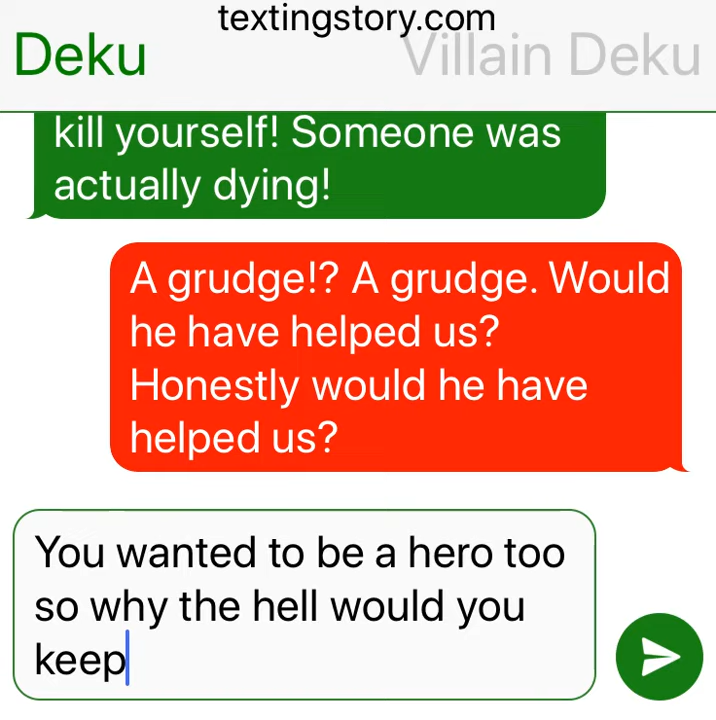 textingstory.com
Deku
Villain Deku
kill yourself! Someone was
actually dying!
A grudge!? A grudge. Would
he have helped us?
Honestly would he have
helped us?
You wanted to be a hero too
so why the hell would you
keep